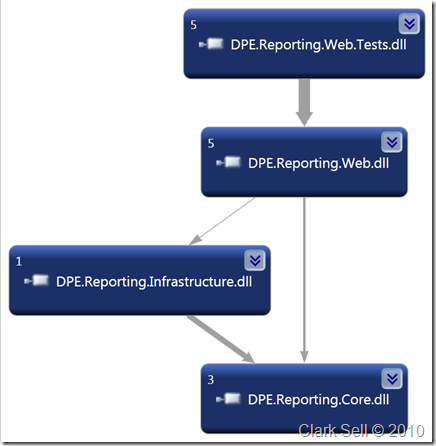 5
DPE.Reporting.Web.Tests.dll
5
DPE.Reporting.Web.dll
1
DPE.Reporting.Infrastructure.dll
3
DPE.Reporting.Core.dll
Clark Sell © 2010